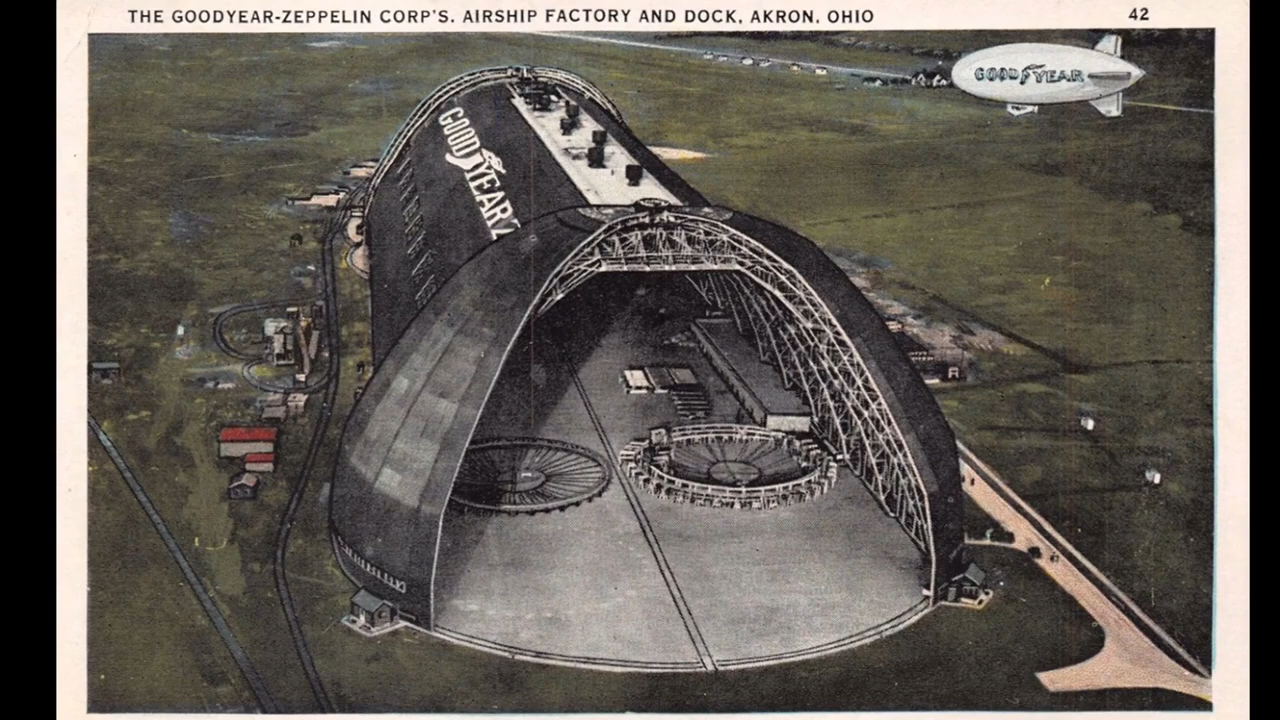 THE GOODYEAR-ZEPPELIN CORP'S. AIRSHIP FACTORY AND DOCK, AKRON, OHIO 42
GOODYEAR
GOODYEAR Z